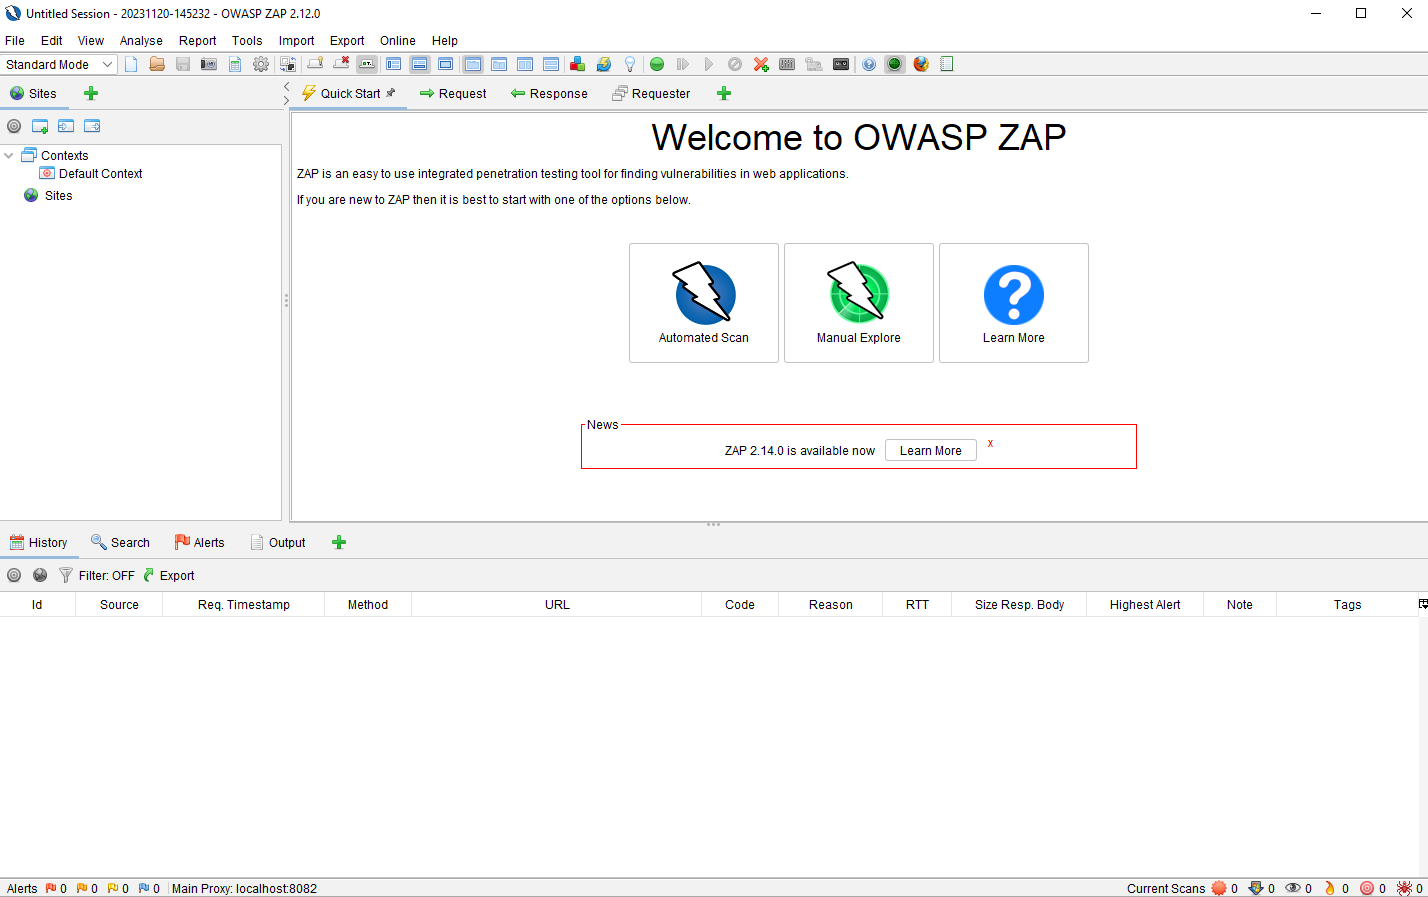 Untitled Session - 20231120-145232 - OWASP ZAP 2.12.0
File Edit View Analyse Report Tools Import Export Online Help
Standard Mode
Sites
Quick Start Request Response Requester
Welcome to OWASP ZAP
Contexts
Default Context
Sites
ZAP is an easy to use integrated penetration testing tool for finding vulnerabilities in web applications.
If you are new to ZAP then it is best to start with one of the options below.
Automated Scan Manual Explore Learn More
News
ZAP 2.14.0 is available now Learn More X
History Search Alerts Output
Filter: OFF Export
Id Source Req. Timestamp Method URL Code Reason RTT Size Resp. Body Highest Alert Note Tags
Alerts 0 0 0 0 Main Proxy: localhost:8082 Current Scans 0 0 0 0 0 0